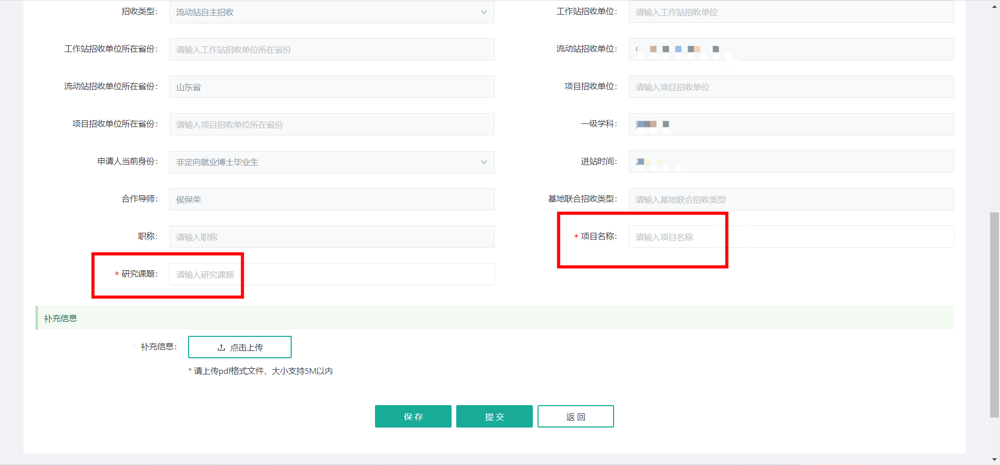 招收类型： 流动站自主招收 工作站招收单位： 请输入工作站招收单位
工作站招收单位所在省份： 请输入工作站招收单位所在省份 流动站招收单位：
流动站招收单位所在省份： 山东省 项目招收单位： 请输入项目招收单位
项目招收单位所在省份： 请输入项目招收单位所在省份 一级学科：
申请人当前身份： 非定向就业博士毕业生 进站时间：
合作导师： 侯保荣 基地联合招收类型： 请输入基地联合招收类型
职称： 请输入职称 * 项目名称： 请输入项目名称
* 研究课题： 请输入研究课题
补充信息
补充信息： 点击上传
* 请上传pdf格式文件，大小支持5M以内
保存 提交 返回